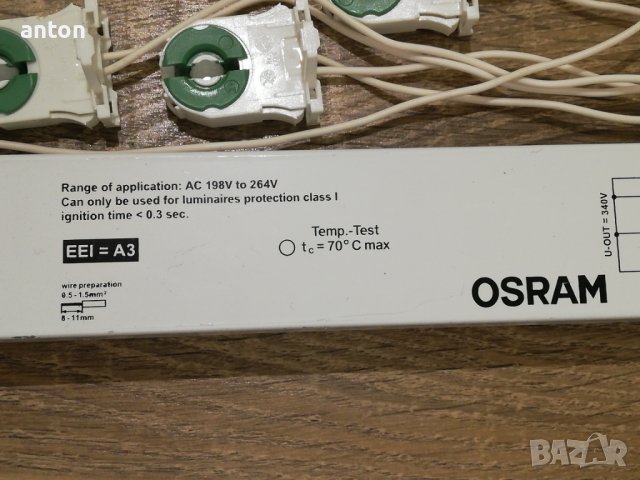 anton
Range of application: AC 198V to 264V
Can only be used for luminaires protection class I
ignition time < 0.3 sec.
EEI = A3
Temp.-Test
tc = 70° C max
wire preparation
0.5 - 1.5mm²
8 - 11mm
U-OUT = 340V
OSRAM
BAZAR